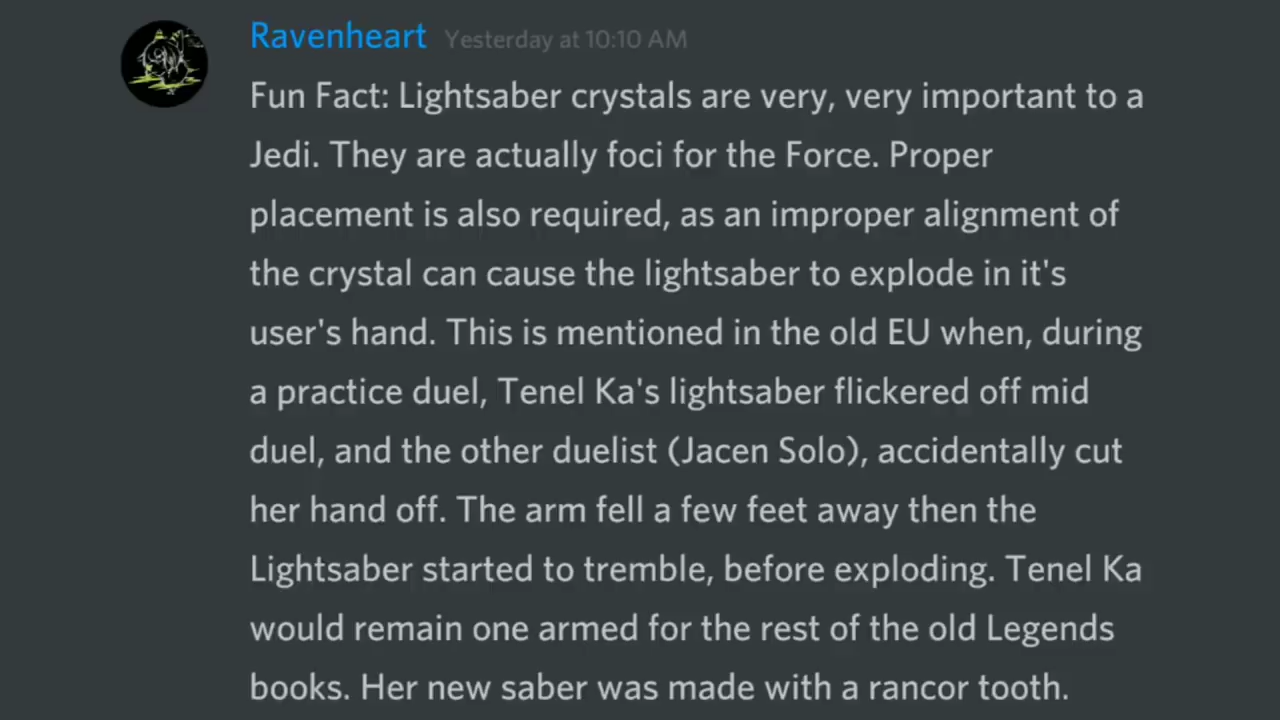 Ravenheart Yesterday at 10:10 AM
Fun Fact: Lightsaber crystals are very, very important to a
Jedi. They are actually foci for the Force. Proper
placement is also required, as an improper alignment of
the crystal can cause the lightsaber to explode in it's
user's hand. This is mentioned in the old EU when, during
a practice duel, Tenel Ka's lightsaber flickered off mid
duel, and the other duelist (Jacen Solo), accidentally cut
her hand off. The arm fell a few feet away then the
Lightsaber started to tremble, before exploding. Tenel Ka
would remain one armed for the rest of the old Legends
books. Her new saber was made with a rancor tooth.